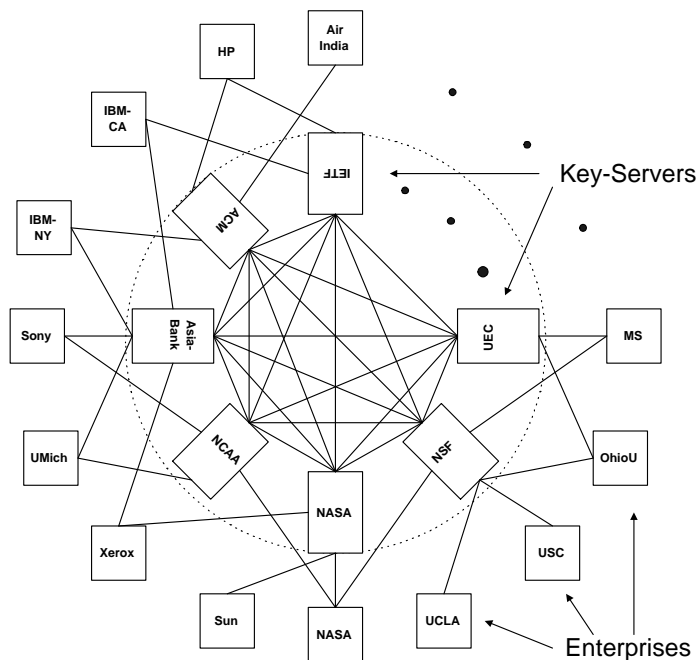 Air
India
HP
IBM-
CA
IETF
Key-Servers
ACM
IBM-
NY
Sony
Asia-
Bank
UEC
MS
UMich
NCAA
NSF
OhioU
NASA
Xerox
USC
Sun
NASA
UCLA
Enterprises